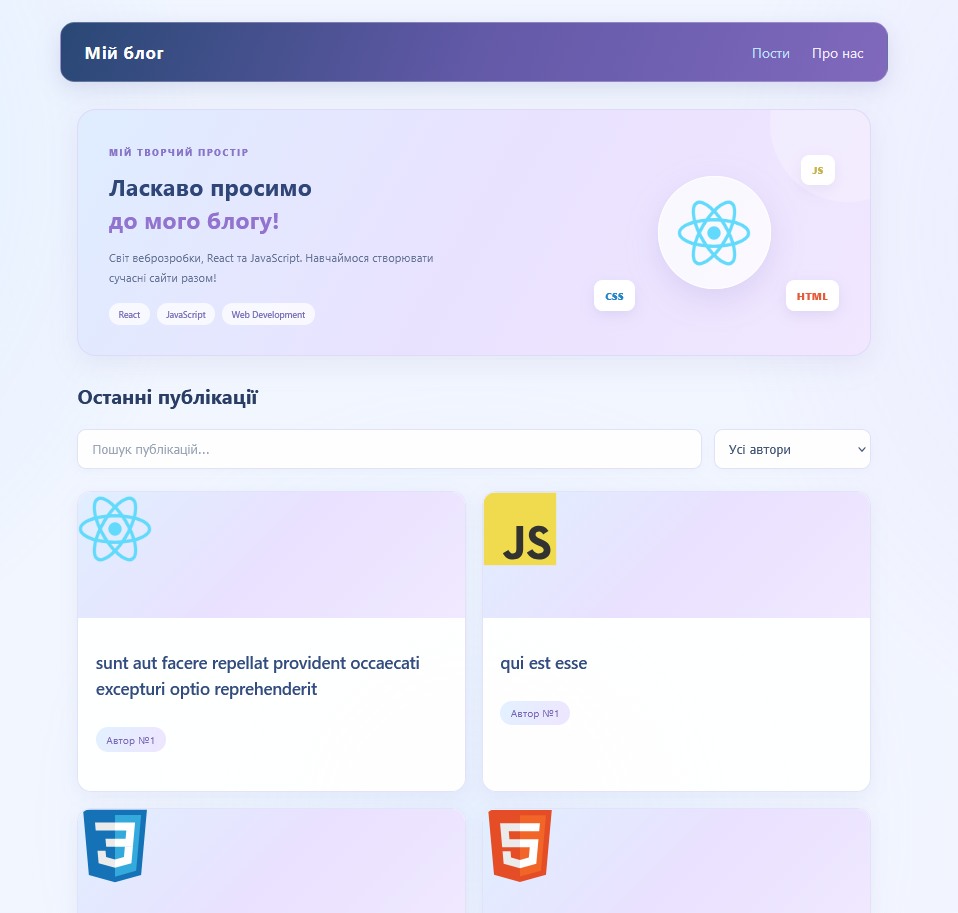 Мій блог
Пости
Про нас
МІЙ ТВОРЧИЙ ПРОСТІР
Ласкаво просимо
до мого блогу!
Світ веброзробки, React та JavaScript. Навчаймося створювати
сучасні сайти разом!
React
JavaScript
Web Development
JS
CSS
HTML
Останні публікації
Пошук публікацій...
Усі автори
JS
sunt aut facere repellat provident occaecati
excepturi optio reprehenderit
Автор №1
qui est esse
Автор №1
3
5